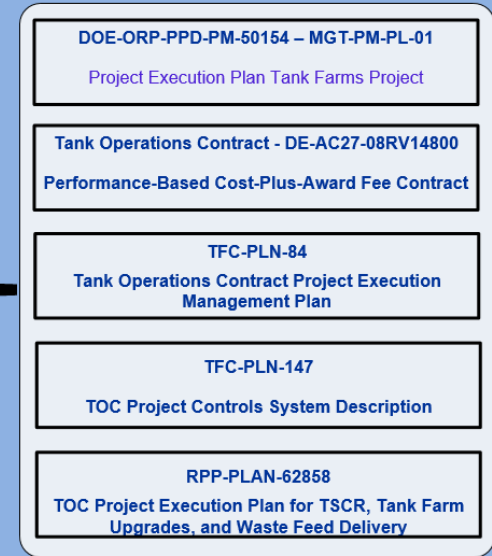 DOE-ORP-PPD-PM-50154 – MGT-PM-PL-01
Project Execution Plan Tank Farms Project
Tank Operations Contract - DE-AC27-08RV14800
Performance-Based Cost-Plus-Award Fee Contract
TFC-PLN-84
Tank Operations Contract Project Execution
Management Plan
TFC-PLN-147
TOC Project Controls System Description
RPP-PLAN-62858
TOC Project Execution Plan for TSCR, Tank Farm
Upgrades, and Waste Feed Delivery